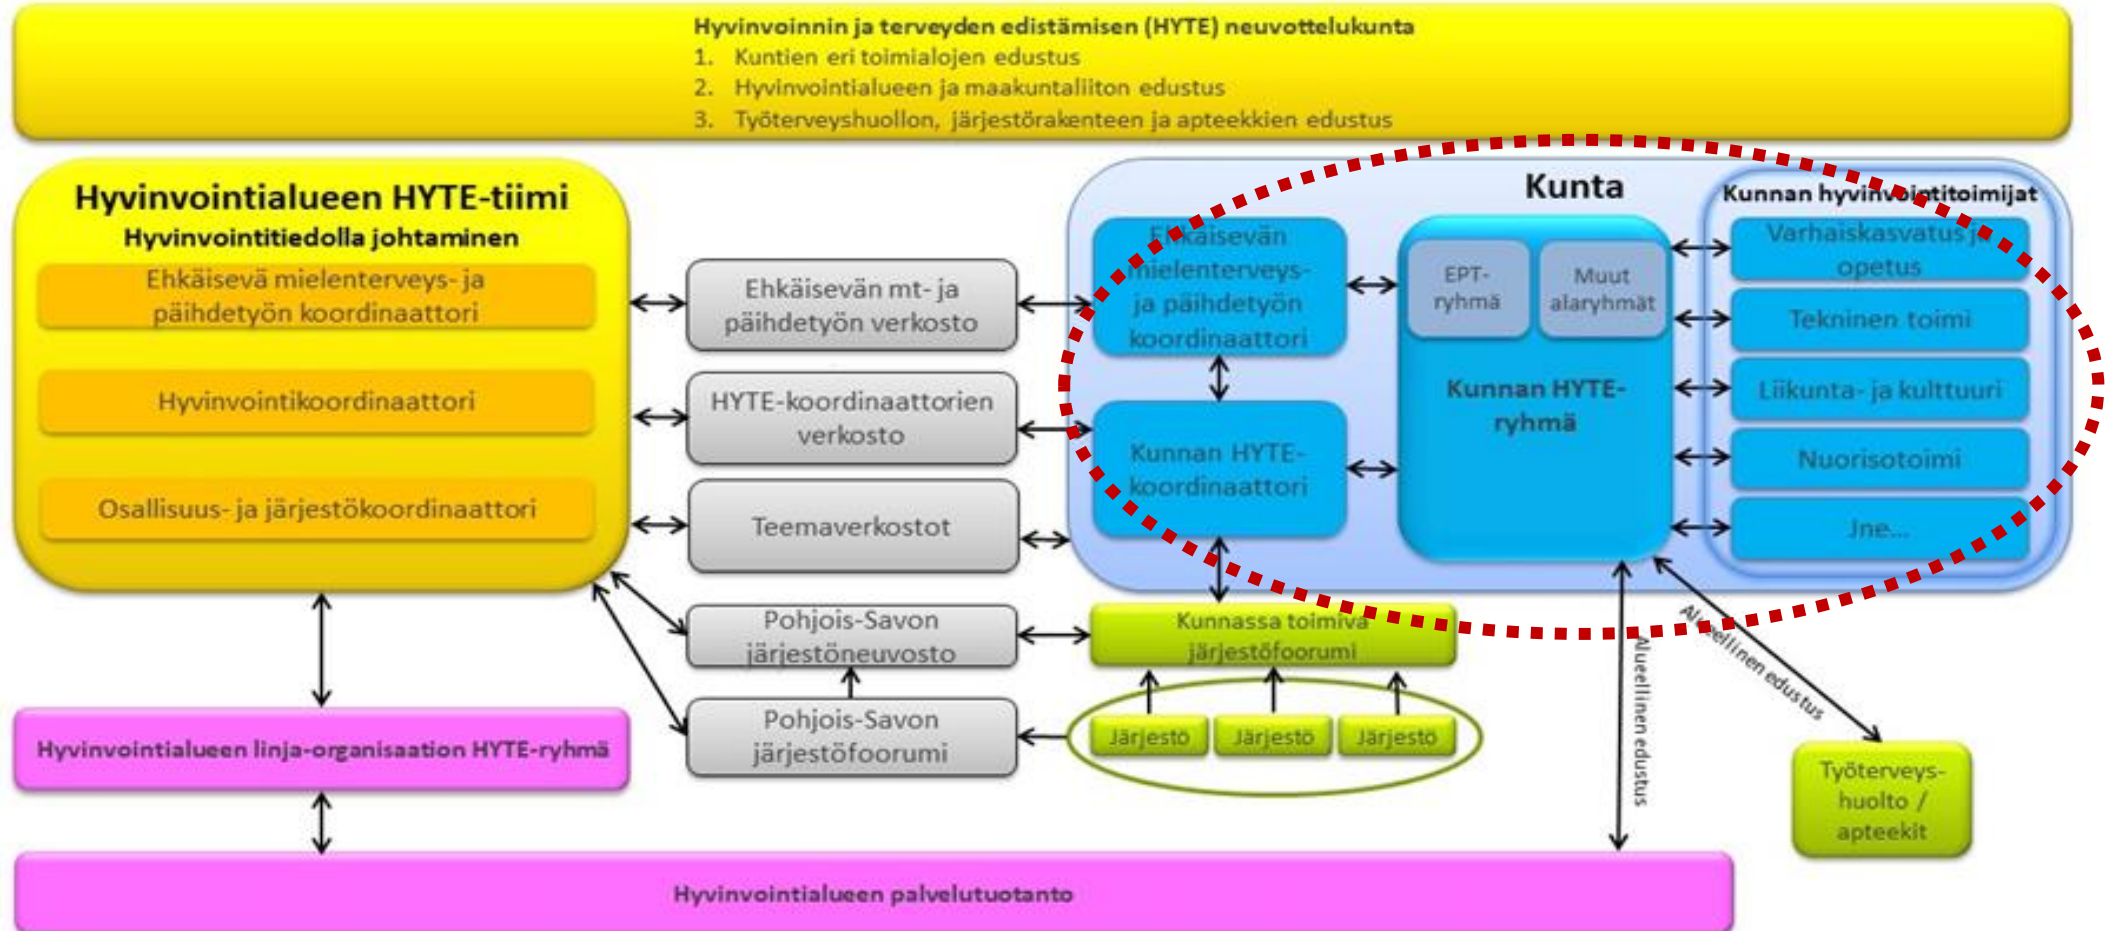 Hyvinvoinnin ja terveyden edistämisen (HYTE) neuvottelukunta
1. Kuntien eri toimialojen edustus
2. Hyvinvointialueen ja maakuntaliiton edustus
3. Työterveyshuollon, järjestörakenteen ja apteekkien edustus
Hyvinvointialueen HYTE-tiimi
Hyvinvointitiedolla johtaminen
Ehkäisevä mielenterveys- ja
päihdetyön koordinaattori
Hyvinvointikoordinaattori
Osallisuus- ja järjestökoordinaattori
Ehkäisevän mt- ja
päihdetyön verkosto
HYTE-koordinaattorien
verkosto
Teemaverkostot
Pohjois-Savon
järjestöneuvosto
Pohjois-Savon
järjestöfoorumi
Kunta
Ehkäisevän
mielenterveys-
ja päihdetyön
koordinaattori
Kunnan HYTE-
koordinaattori
EPT-
ryhmä
Muut
alaryhmät
Kunnan HYTE-
ryhmä
Kunnan hyvinvointitoimijat
Varhaiskasvatus ja
opetus
Tekninen toimi
Liikunta- ja kulttuuri
Nuorisotoimi
Jne...
Kunnassa toimiva
järjestöfoorumi
Järjestö
Järjestö
Järjestö
Alueellinen edustus
Alueellinen edustus
Työterveys-
huolto /
apteekit
Hyvinvointialueen linja-organisaation HYTE-ryhmä
Hyvinvointialueen palvelutuotanto